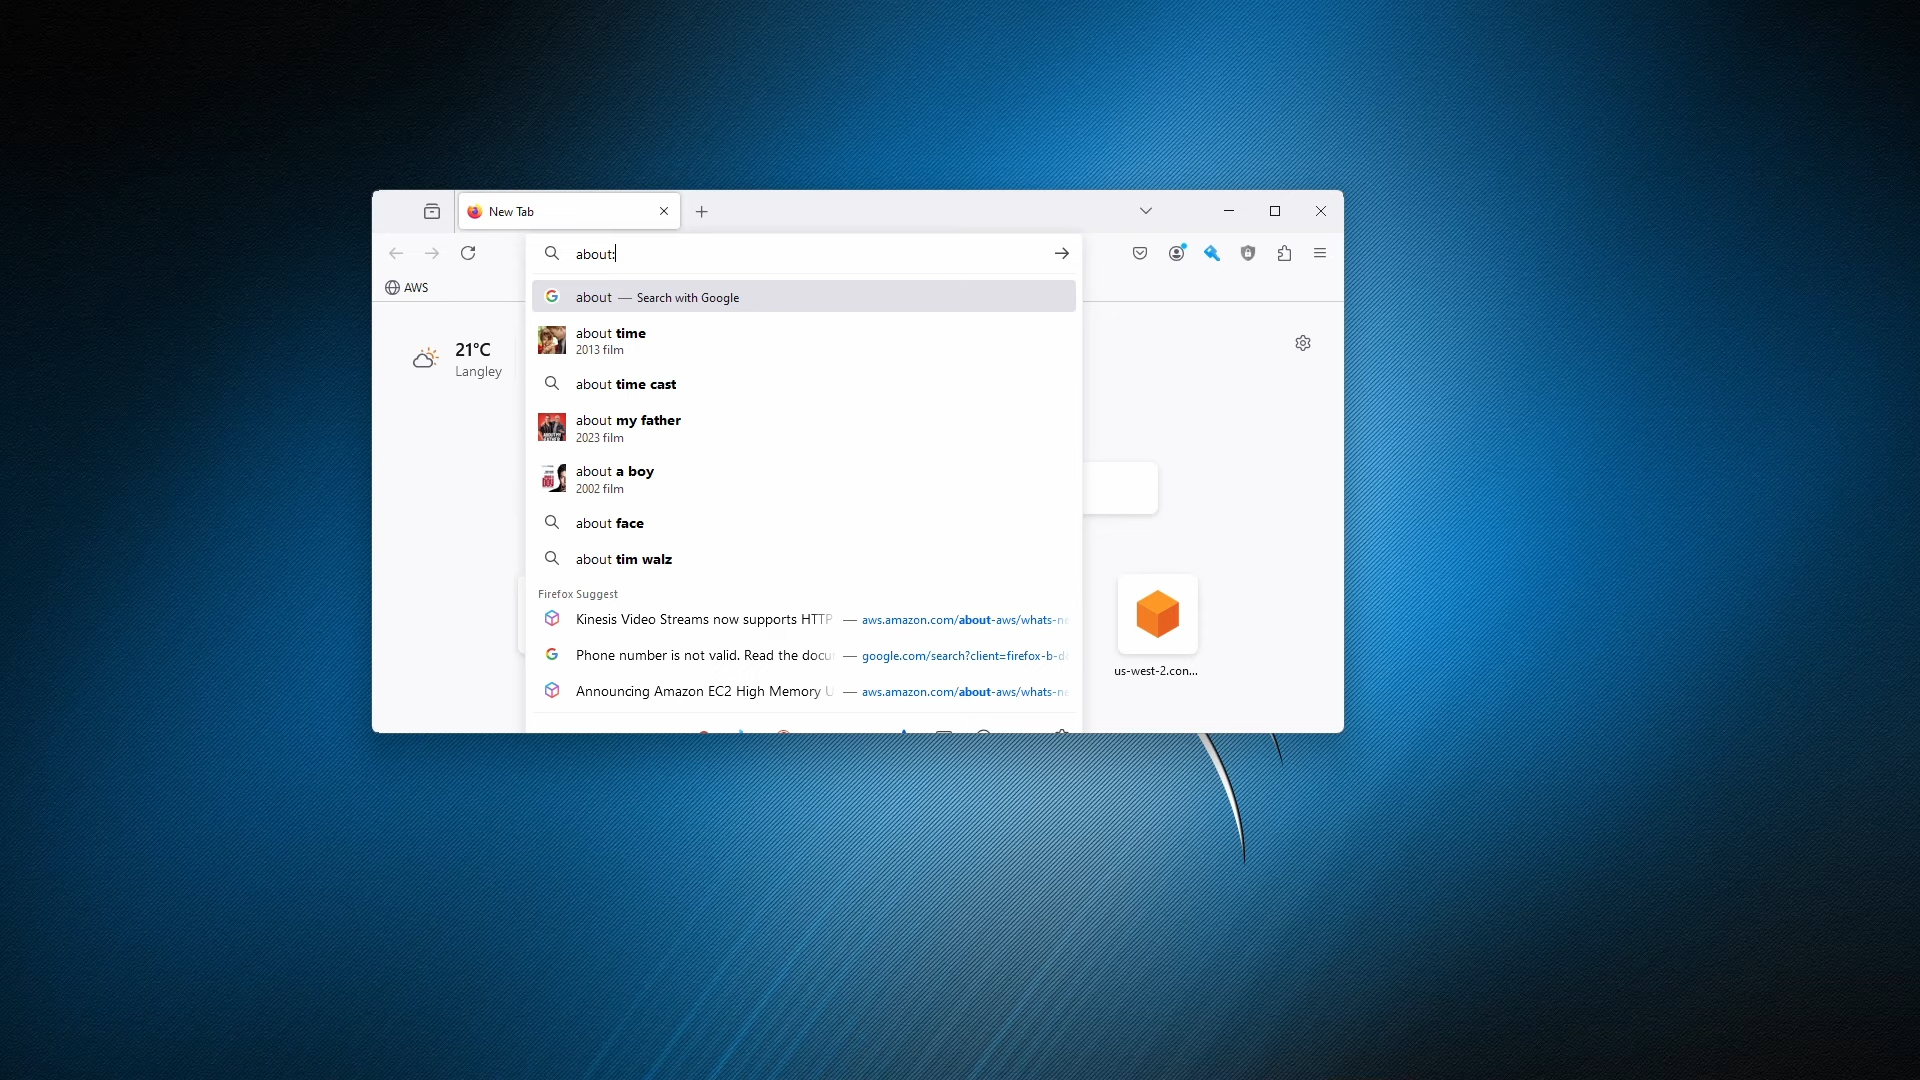 New Tab
about:
AWS
about — Search with Google
21°C
Langley
about time
2013 film
about time cast
about my father
2023 film
about a boy
2002 film
about face
about tim walz
Firefox Suggest
Kinesis Video Streams now supports HTTP — aws.amazon.com/about-aws/whats-ne
Phone number is not valid. Read the docu — google.com/search?client=firefox-b-d
Announcing Amazon EC2 High Memory U — aws.amazon.com/about-aws/whats-ne
us-west-2.con...